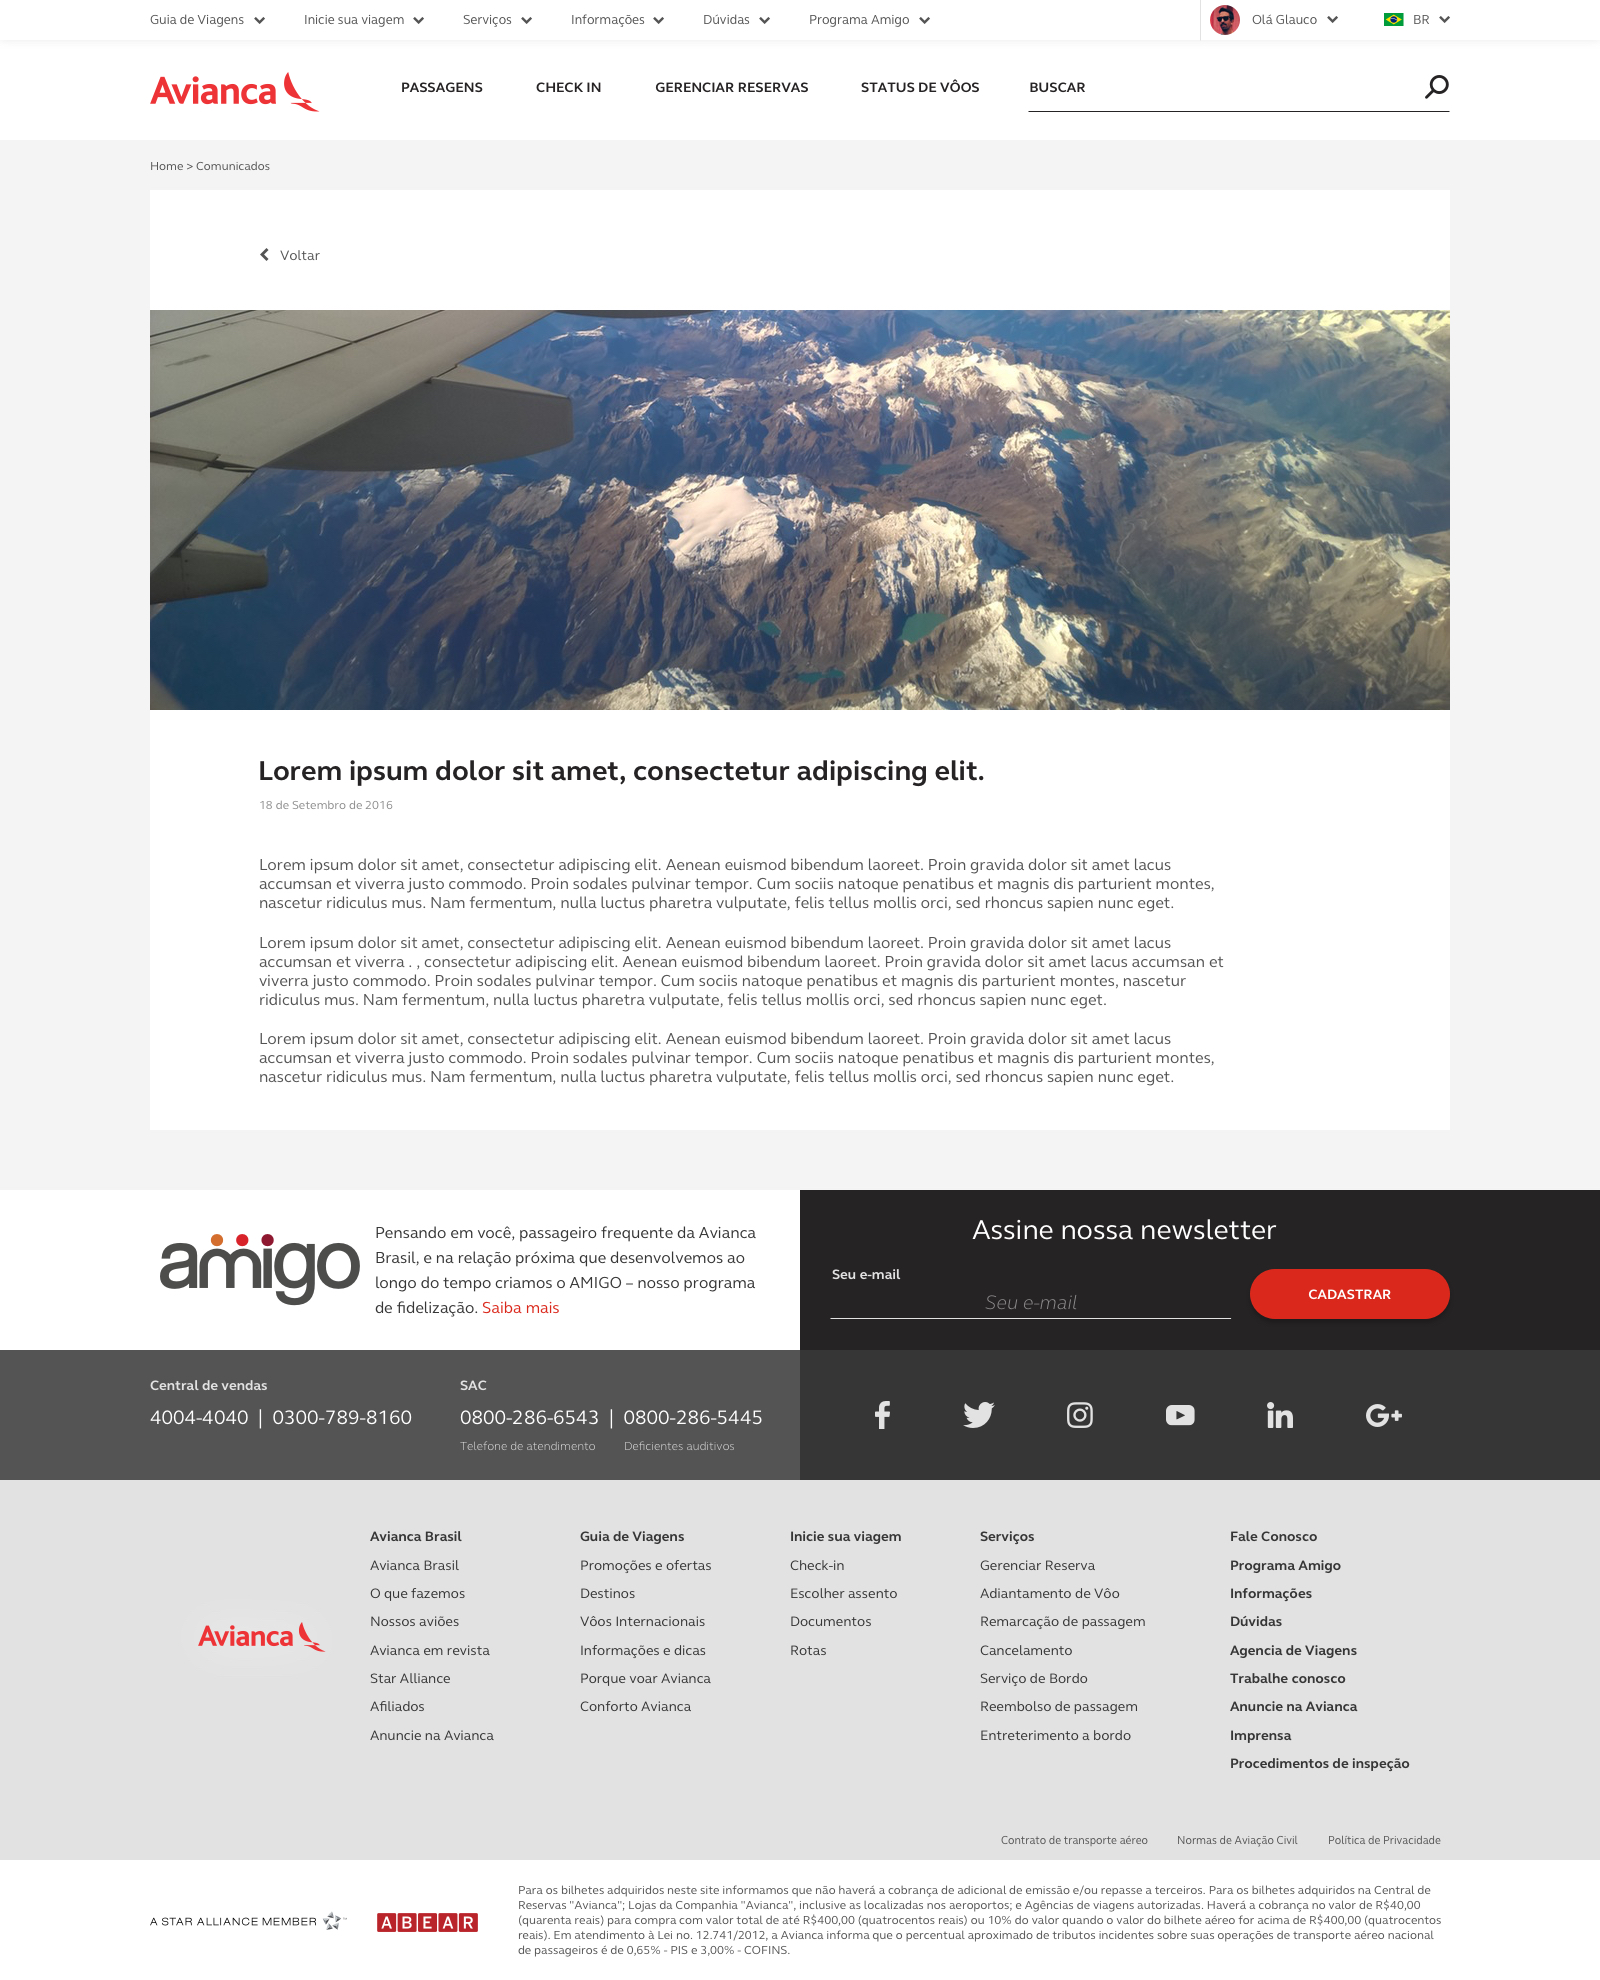 Guia de Viagens Inicie sua viagem Serviços Informações Dúvidas Programa Amigo Olá Glauco BR
Avianca PASSAGENS CHECK IN GERENCIAR RESERVAS STATUS DE VÔOS BUSCAR
Home > Comunicados
Voltar
Lorem ipsum dolor sit amet, consectetur adipiscing elit.
18 de Setembro de 2016
Lorem ipsum dolor sit amet, consectetur adipiscing elit. Aenean euismod bibendum laoreet. Proin gravida dolor sit amet lacus
accumsan et viverra justo commodo. Proin sodales pulvinar tempor. Cum sociis natoque penatibus et magnis dis parturient montes,
nascetur ridiculus mus. Nam fermentum, nulla luctus pharetra vulputate, felis tellus mollis orci, sed rhoncus sapien nunc eget.
Lorem ipsum dolor sit amet, consectetur adipiscing elit. Aenean euismod bibendum laoreet. Proin gravida dolor sit amet lacus
accumsan et viverra . , consectetur adipiscing elit. Aenean euismod bibendum laoreet. Proin gravida dolor sit amet lacus accumsan et
viverra justo commodo. Proin sodales pulvinar tempor. Cum sociis natoque penatibus et magnis dis parturient montes, nascetur
ridiculus mus. Nam fermentum, nulla luctus pharetra vulputate, felis tellus mollis orci, sed rhoncus sapien nunc eget.
Lorem ipsum dolor sit amet, consectetur adipiscing elit. Aenean euismod bibendum laoreet. Proin gravida dolor sit amet lacus
accumsan et viverra justo commodo. Proin sodales pulvinar tempor. Cum sociis natoque penatibus et magnis dis parturient montes,
nascetur ridiculus mus. Nam fermentum, nulla luctus pharetra vulputate, felis tellus mollis orci, sed rhoncus sapien nunc eget.
amigo
Pensando em você, passageiro frequente da Avianca
Brasil, e na relação próxima que desenvolvemos ao
longo do tempo criamos o AMIGO – nosso programa
de fidelização. Saiba mais
Assine nossa newsletter
Seu e-mail
Seu e-mail
CADASTRAR
Central de vendas
4004-4040 | 0300-789-8160
SAC
0800-286-6543 | 0800-286-5445
Telefone de atendimento Deficientes auditivos
Avianca
Avianca Brasil
Avianca Brasil
O que fazemos
Nossos aviões
Avianca em revista
Star Alliance
Afiliados
Anuncie na Avianca
Guia de Viagens
Promoções e ofertas
Destinos
Vôos Internacionais
Informações e dicas
Porque voar Avianca
Conforto Avianca
Inicie sua viagem
Check-in
Escolher assento
Documentos
Rotas
Serviços
Gerenciar Reserva
Adiantamento de Vôo
Remarcação de passagem
Cancelamento
Serviço de Bordo
Reembolso de passagem
Entreterimento a bordo
Fale Conosco
Programa Amigo
Informações
Dúvidas
Agencia de Viagens
Trabalhe conosco
Anuncie na Avianca
Imprensa
Procedimentos de inspeção
Contrato de transporte aéreo Normas de Aviação Civil Política de Privacidade
A STAR ALLIANCE MEMBER
ABEAR
Para os bilhetes adquiridos neste site informamos que não haverá a cobrança de adicional de emissão e/ou repasse a terceiros. Para os bilhetes adquiridos na Central de
Reservas "Avianca"; Lojas da Companhia "Avianca", inclusive as localizadas nos aeroportos; e Agências de viagens autorizadas. Haverá a cobrança no valor de R$40,00
(quarenta reais) para compra com valor total de até R$400,00 (quatrocentos reais) ou 10% do valor quando o valor do bilhete aéreo for acima de R$400,00 (quatrocentos
reais). Em atendimento à Lei no. 12.741/2012, a Avianca informa que o percentual aproximado de tributos incidentes sobre suas operações de transporte aéreo nacional
de passageiros é de 0,65% - PIS e 3,00% - COFINS.